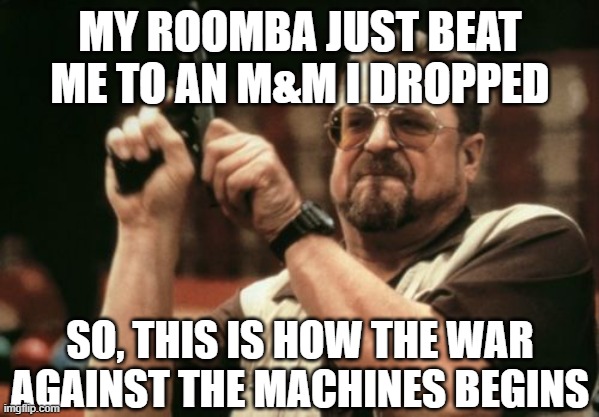 MY ROOMBA JUST BEAT
ME TO AN M&M I DROPPED
SO, THIS IS HOW THE WAR
AGAINST THE MACHINES BEGINS
imgflip.com